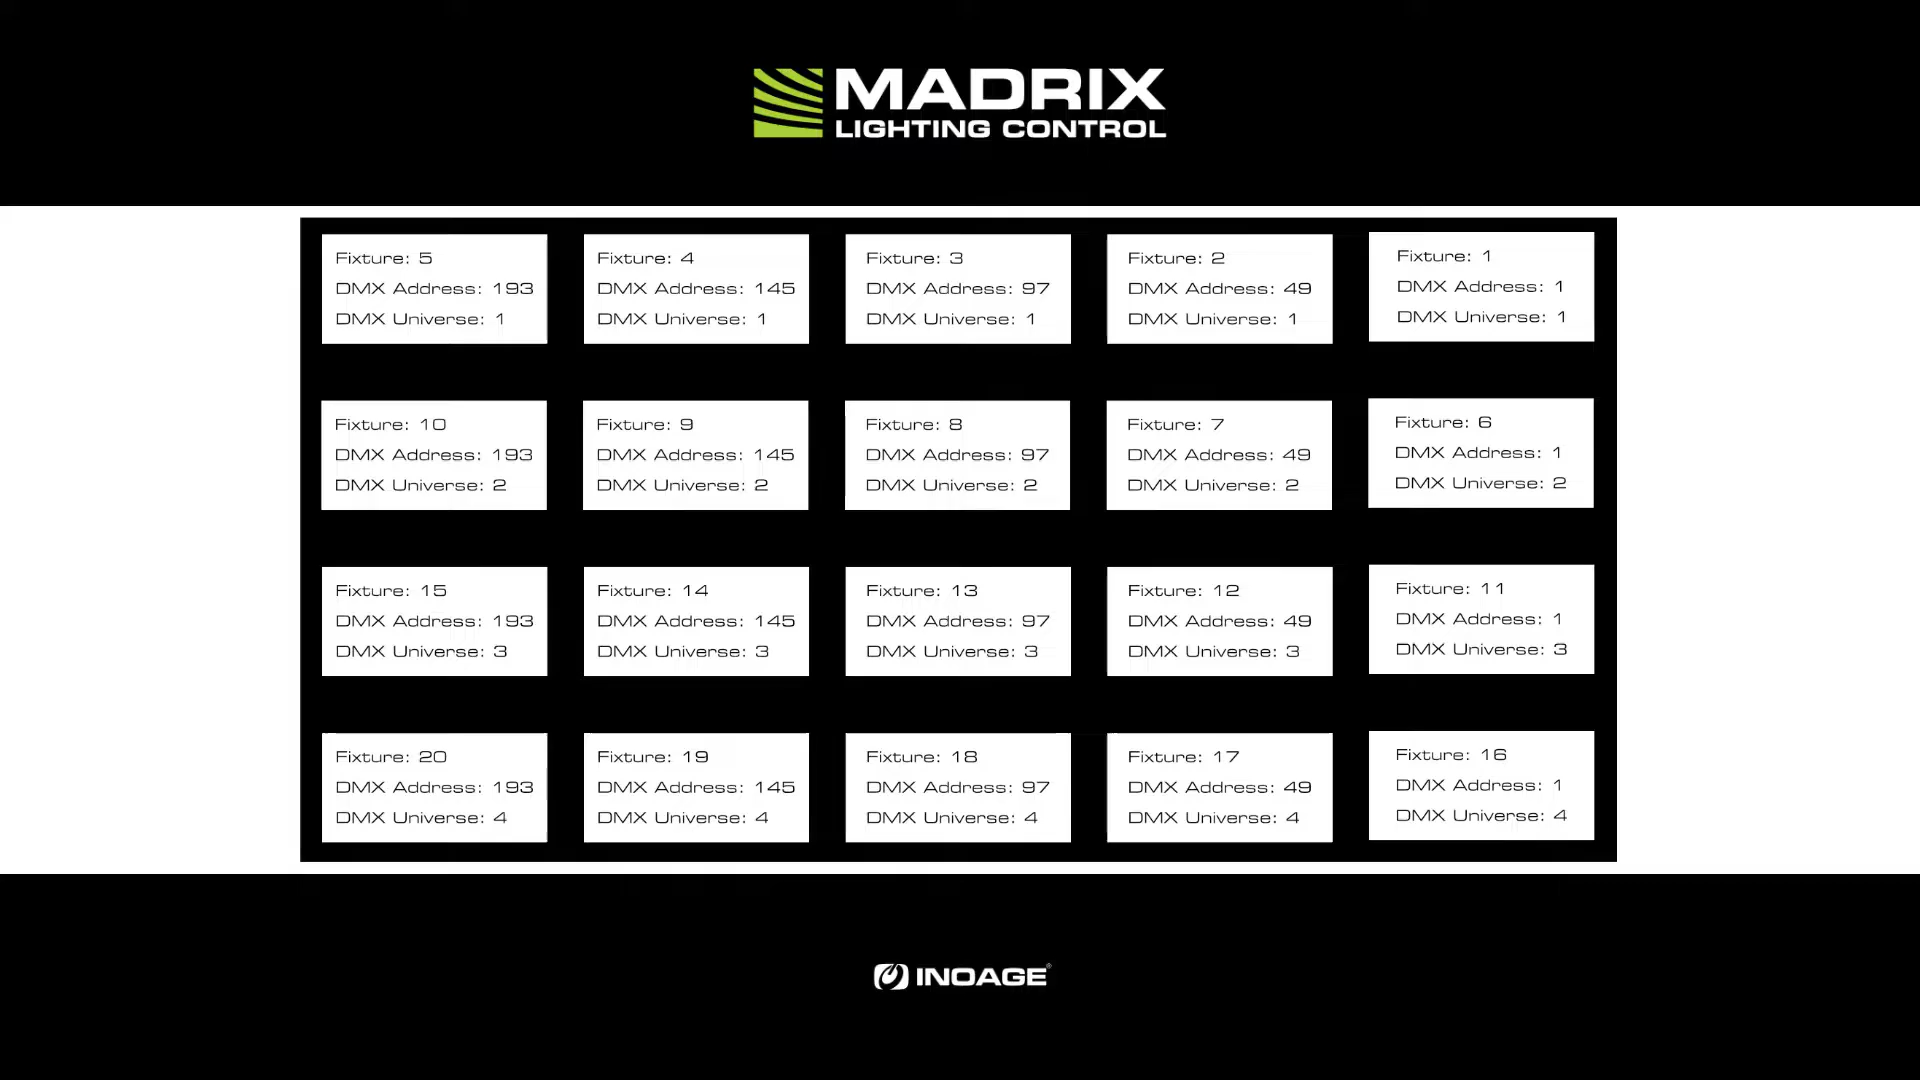 MADRIX
LIGHTING CONTROL
Fixture: 5
DMX Address: 193
DMX Universe: 1
Fixture: 4
DMX Address: 145
DMX Universe: 1
Fixture: 3
DMX Address: 97
DMX Universe: 1
Fixture: 2
DMX Address: 49
DMX Universe: 1
Fixture: 1
DMX Address: 1
DMX Universe: 1
Fixture: 10
DMX Address: 193
DMX Universe: 2
Fixture: 9
DMX Address: 145
DMX Universe: 2
Fixture: 8
DMX Address: 97
DMX Universe: 2
Fixture: 7
DMX Address: 49
DMX Universe: 2
Fixture: 6
DMX Address: 1
DMX Universe: 2
Fixture: 15
DMX Address: 193
DMX Universe: 3
Fixture: 14
DMX Address: 145
DMX Universe: 3
Fixture: 13
DMX Address: 97
DMX Universe: 3
Fixture: 12
DMX Address: 49
DMX Universe: 3
Fixture: 11
DMX Address: 1
DMX Universe: 3
Fixture: 20
DMX Address: 193
DMX Universe: 4
Fixture: 19
DMX Address: 145
DMX Universe: 4
Fixture: 18
DMX Address: 97
DMX Universe: 4
Fixture: 17
DMX Address: 49
DMX Universe: 4
Fixture: 16
DMX Address: 1
DMX Universe: 4
INOAGE®